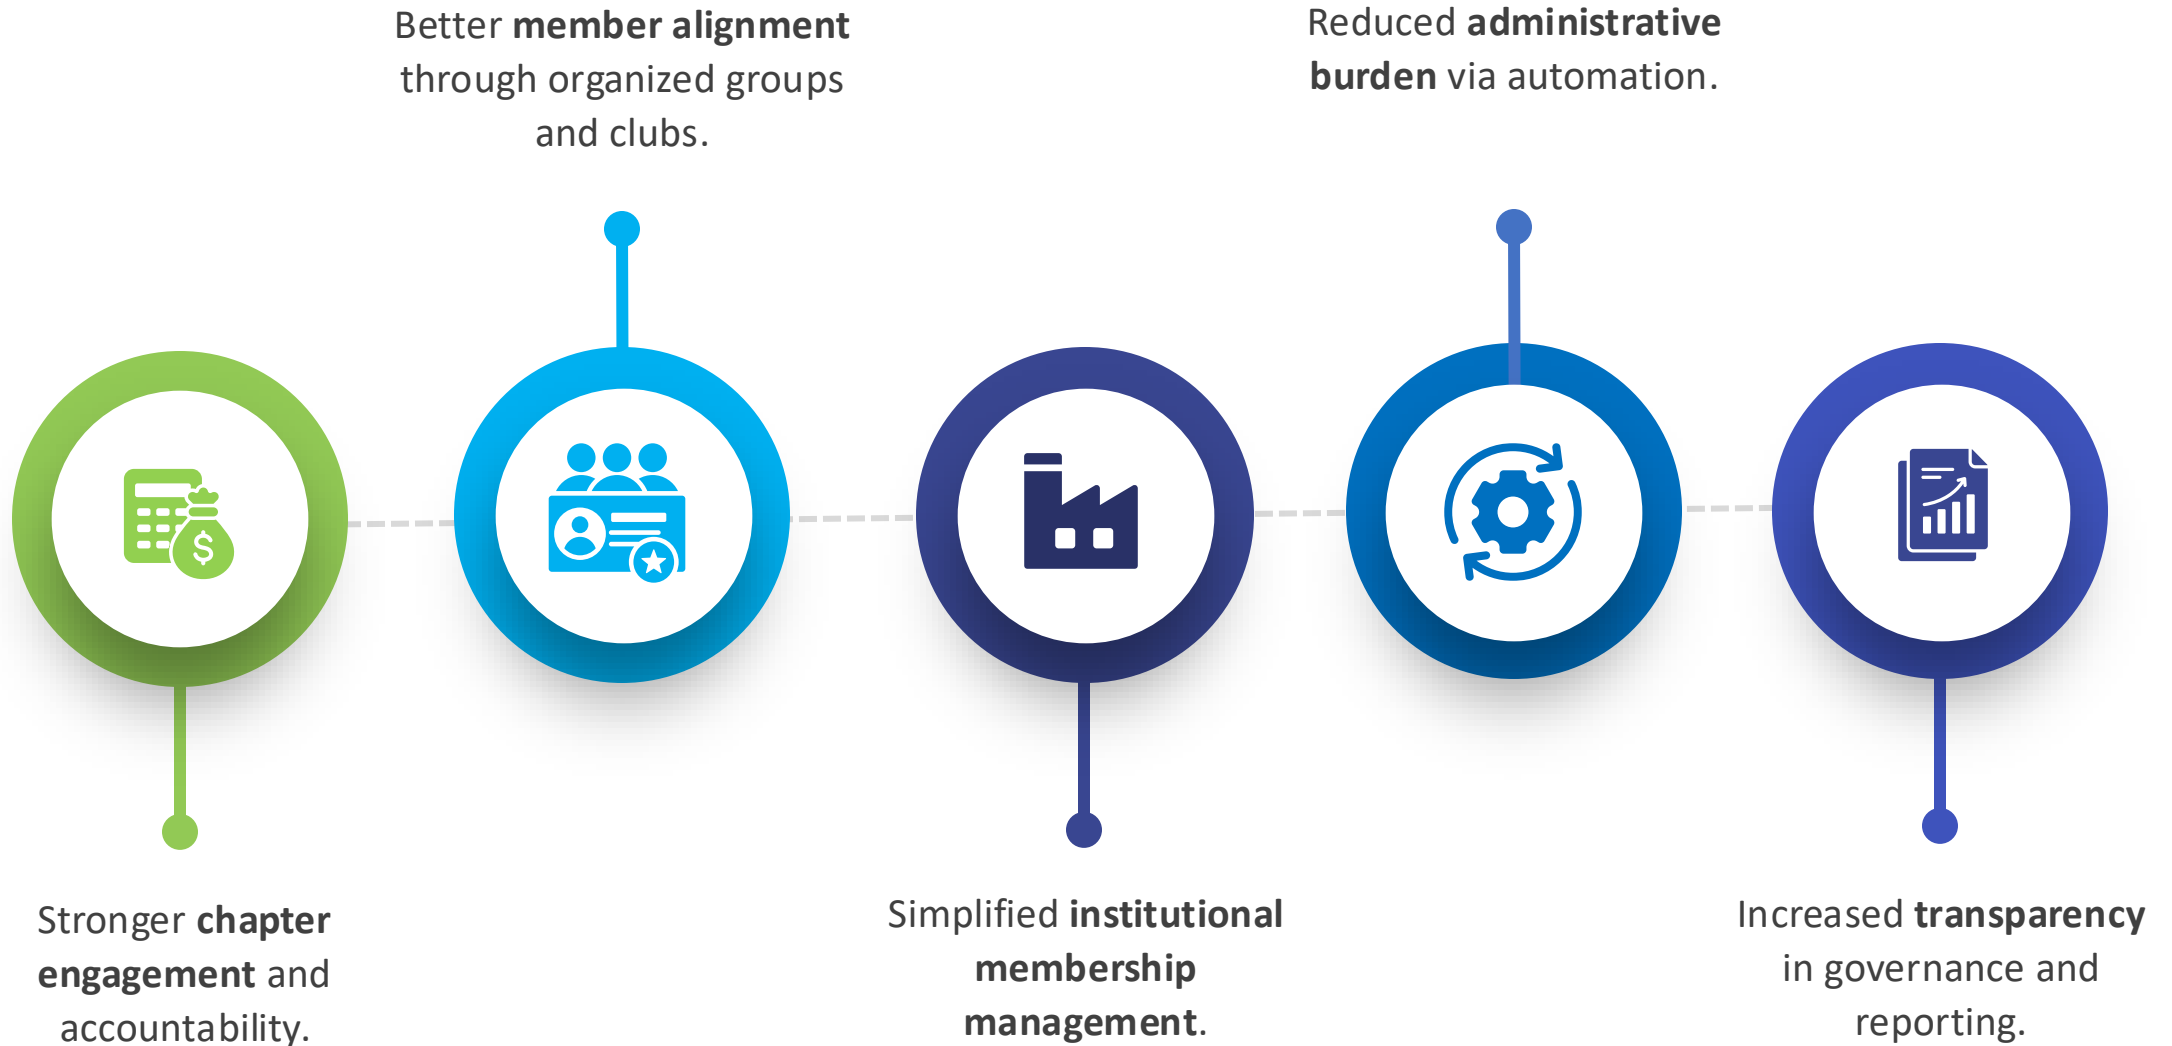 Better member alignment
through organized groups
and clubs.
Reduced administrative
burden via automation.
$
Stronger chapter
engagement and
accountability.
Simplified institutional
membership
management.
Increased transparency
in governance and
reporting.